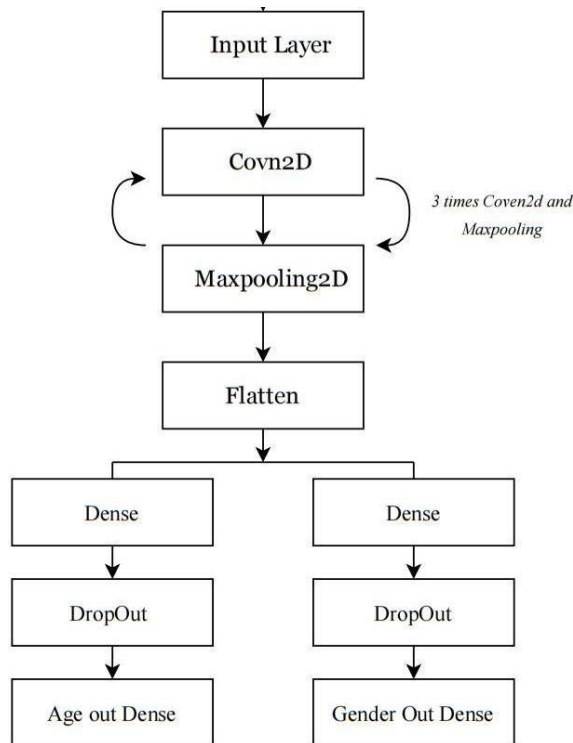 Input Layer
Covn2D
3 times Coven2d and
Maxpooling
Maxpooling2D
Flatten
Dense
Dense
DropOut
DropOut
Age out Dense
Gender Out Dense